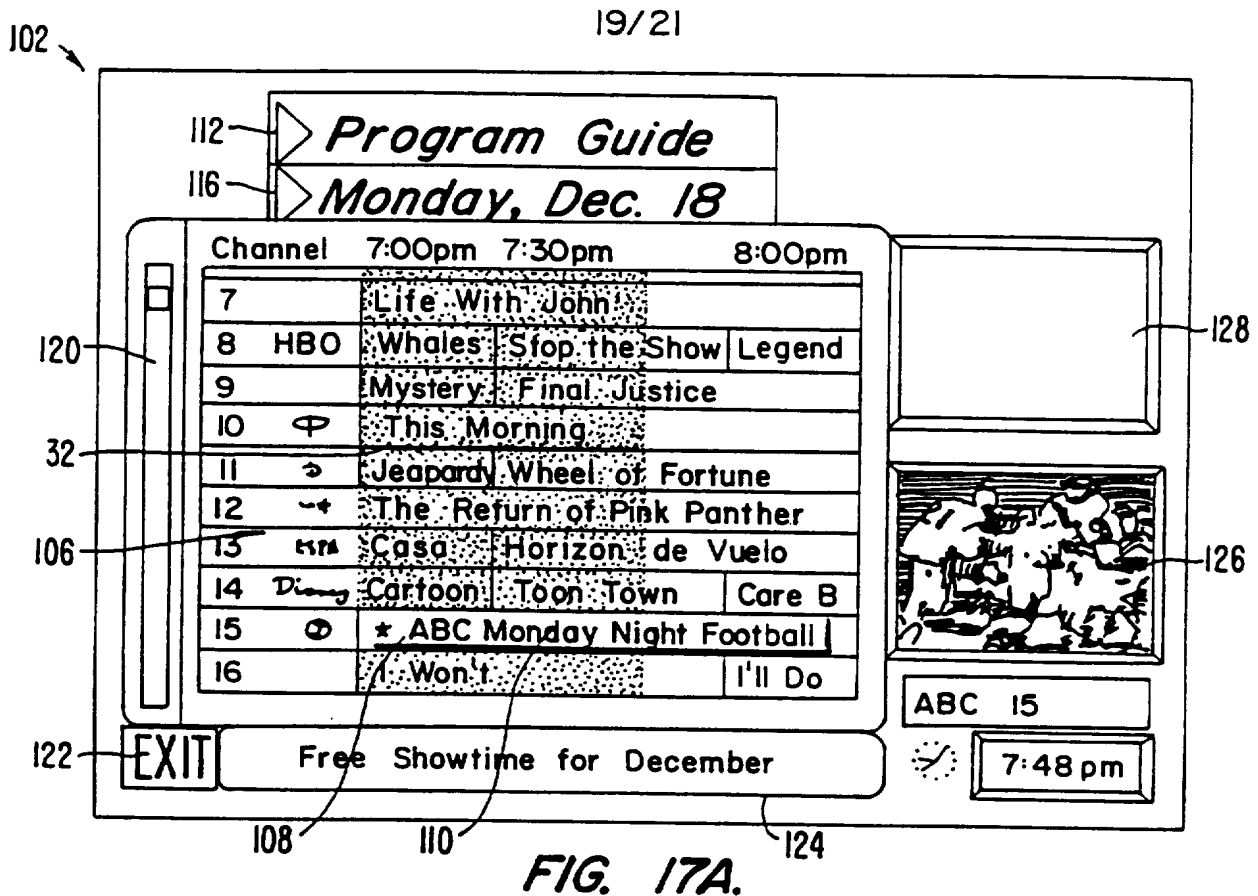 19/21
102
112 Program Guide
116 Monday, Dec. 18
Channel 7:00pm 7:30pm 8:00pm
7 Life With John
120 8 HBO Whales Stop the Show Legend 128
9 Mystery Final Justice
10 This Morning
32
11 Jeapardy Wheel of Fortune
12 The Return of Pink Panther
106 13 Casa Horizon de Vuelo 126
14 Disney Cartoon Toon Town Care B
15 * ABC Monday Night Football
16 I Won't I'll Do
ABC 15
122 EXIT Free Showtime for December 7:48 pm
108 110 124
FIG. 17A.